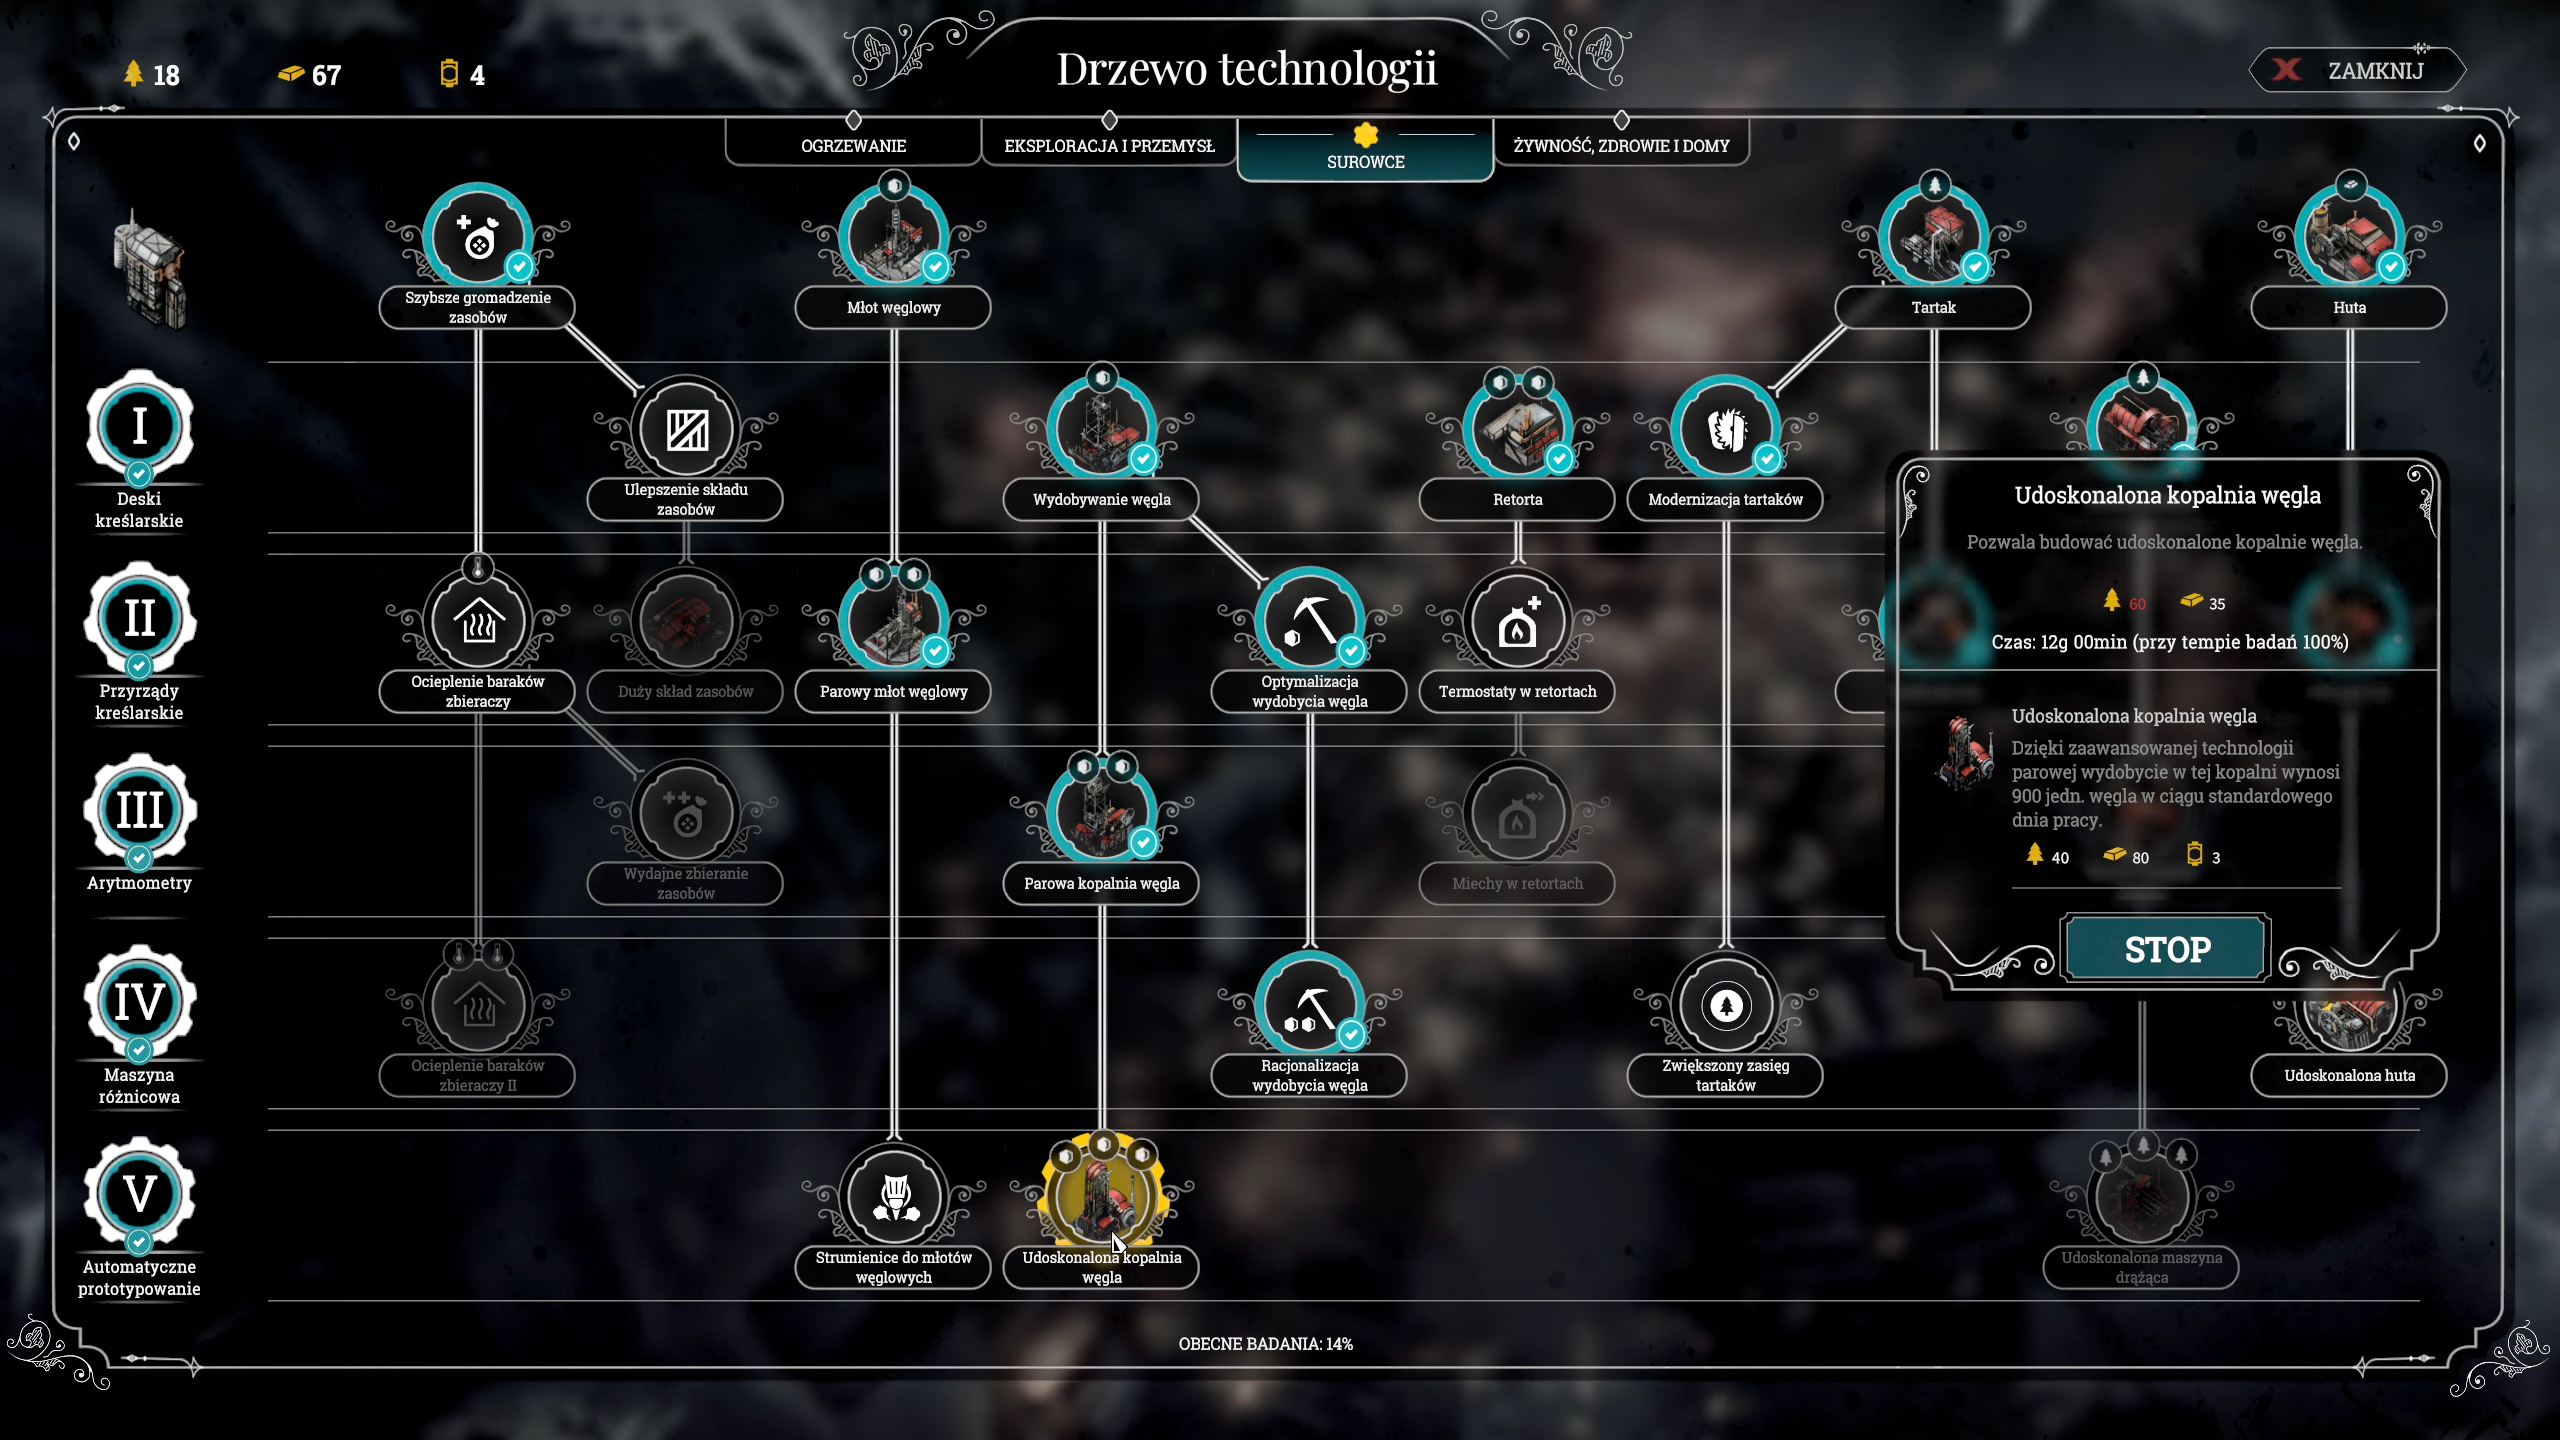 18
67
4
Drzewo technologii
ZAMKNIJ
OGRZEWANIE
EKSPLORACJA I PRZEMYSŁ
SUROWCE
ŻYWNOŚĆ, ZDROWIE I DOMY
Szybsze gromadzenie
zasobów
Młot węglowy
Tartak
Huta
I
Deski
kreślarskie
Ulepszenie składu
zasobów
Wydobywanie węgla
Retorta
Modernizacja tartaków
II
Przyrządy
kreślarskie
Ocieplenie baraków
zbieraczy
Duży skład zasobów
Parowy młot węglowy
Optymalizacja
wydobycia węgla
Termostaty w retortach
III
Arytmometry
Wydajne zbieranie
zasobów
Parowa kopalnia węgla
Miechy w retortach
IV
Maszyna
różnicowa
Ocieplenie baraków
zbieraczy II
Racjonalizacja
wydobycia węgla
Zwiększony zasięg
tartaków
Udoskonalona huta
V
Automatyczne
prototypowanie
Strumienice do młotów
węglowych
Udoskonalona kopalnia
węgla
Udoskonalona maszyna
drążąca
Udoskonalona kopalnia węgla
Pozwala budować udoskonalone kopalnie węgla.
60
35
Czas: 12g 00min (przy tempie badań 100%)
Udoskonalona kopalnia węgla
Dzięki zaawansowanej technologii
parowej wydobycie w tej kopalni wynosi
900 jedn. węgla w ciągu standardowego
dnia pracy.
40
80
3
STOP
OBECNE BADANIA: 14%